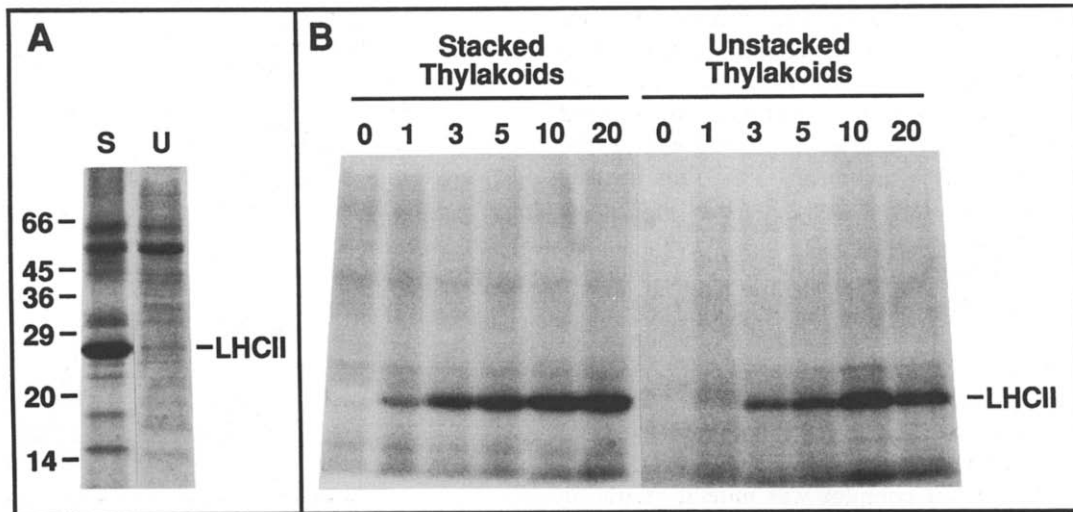 A
S U
66
45
36
29
20
14
LHCII
B
Stacked
Thylakoids
Unstacked
Thylakoids
0 1 3 5 10 20
0 1 3 5 10 20
LHCII